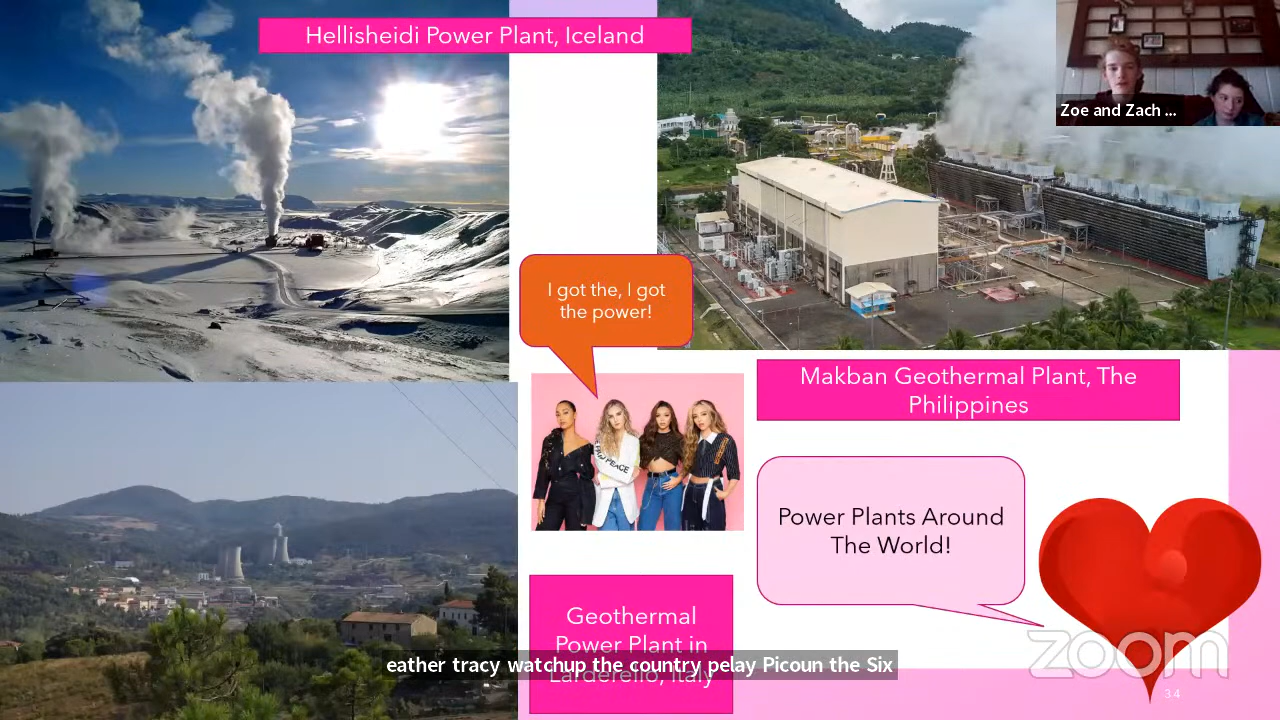 Hellisheidi Power Plant, Iceland
Zoe and Zach ...
I got the, I got
the power!
PEACE
Makban Geothermal Plant, The
Philippines
Power Plants Around
The World!
Geothermal
Power Plant in
Larderello, Italy
eather tracy watchup the country pelay Picoun the Six
zoom
34